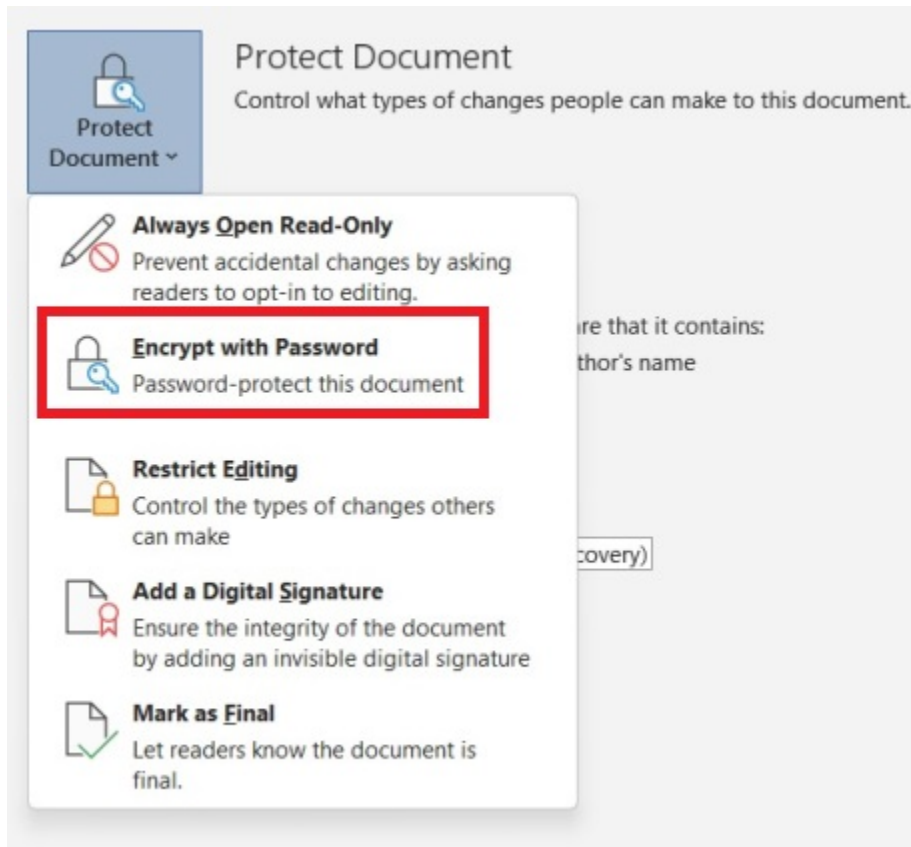 Protect Document
Control what types of changes people can make to this document.
Protect
Document
Always Open Read-Only
Prevent accidental changes by asking
readers to opt-in to editing.
Encrypt with Password
Password-protect this document
Restrict Editing
Control the types of changes others
can make
Add a Digital Signature
Ensure the integrity of the document
by adding an invisible digital signature
Mark as Final
Let readers know the document is
final.
re that it contains:
thor's name
covery)